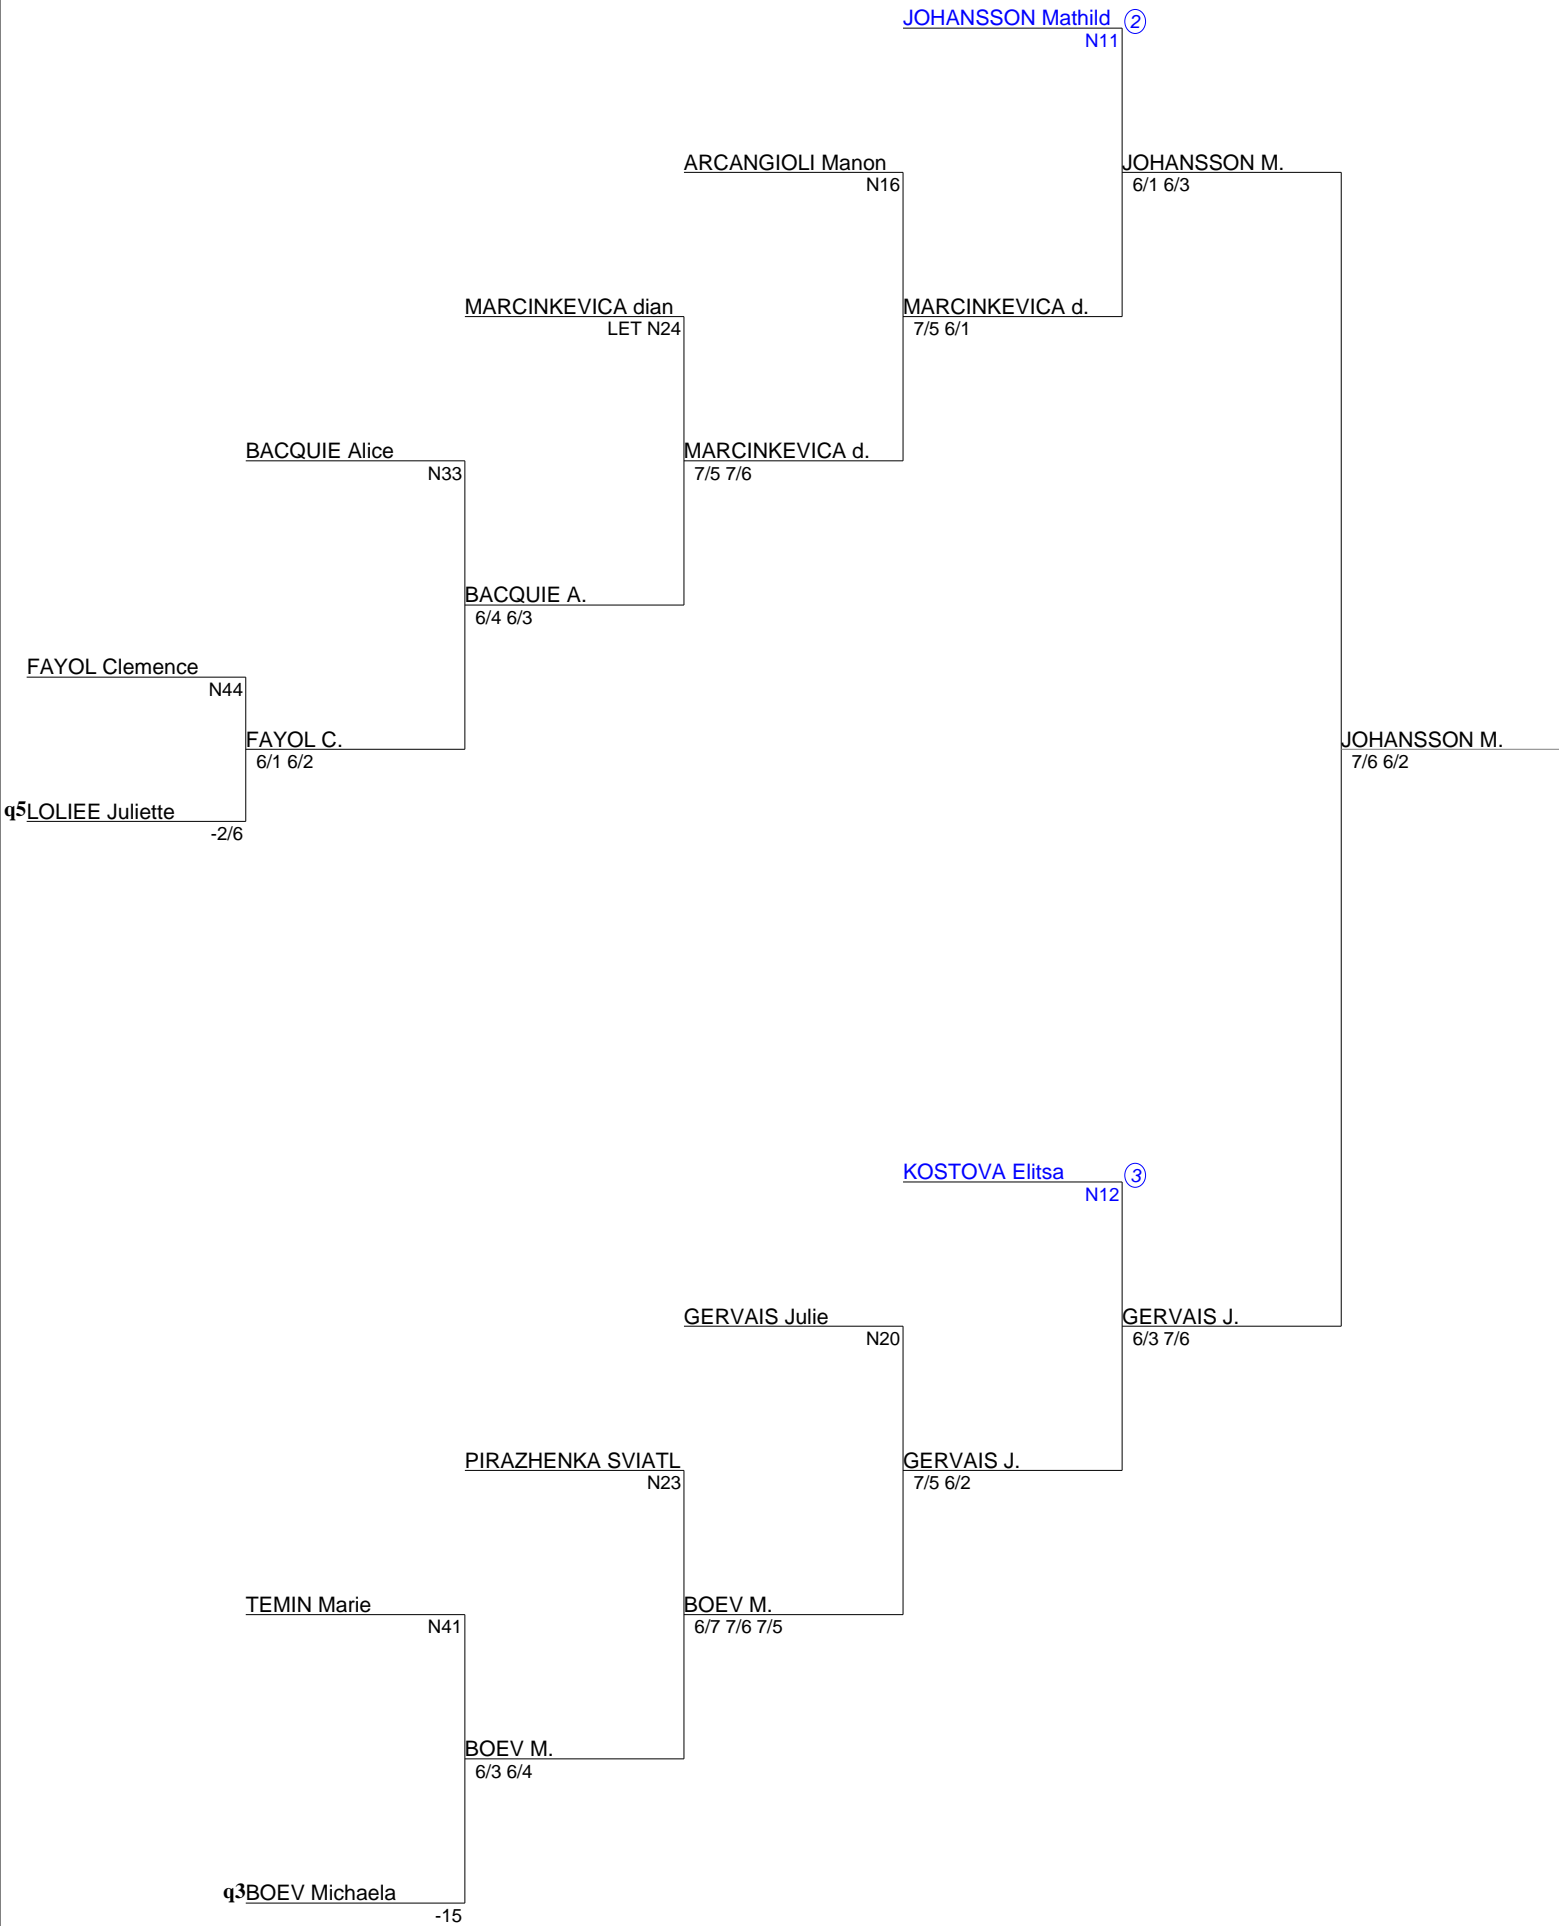 JOHANSSON Mathild 2
N11
ARCANGIOLI Manon
N16
JOHANSSON M.
6/1 6/3
MARCINKEVICA dian
LET N24
MARCINKEVICA d.
7/5 6/1
BACQUIE Alice
N33
MARCINKEVICA d.
7/5 7/6
BACQUIE A.
6/4 6/3
FAYOL Clemence
N44
FAYOL C.
6/1 6/2
JOHANSSON M.
7/6 6/2
q5 LOLIEE Juliette
-2/6
KOSTOVA Elitsa 3
N12
GERVAIS Julie
N20
GERVAIS J.
6/3 7/6
PIRAZHENKA SVIATL
N23
GERVAIS J.
7/5 6/2
TEMIN Marie
N41
BOEV M.
6/7 7/6 7/5
BOEV M.
6/3 6/4
q3 BOEV Michaela
-15